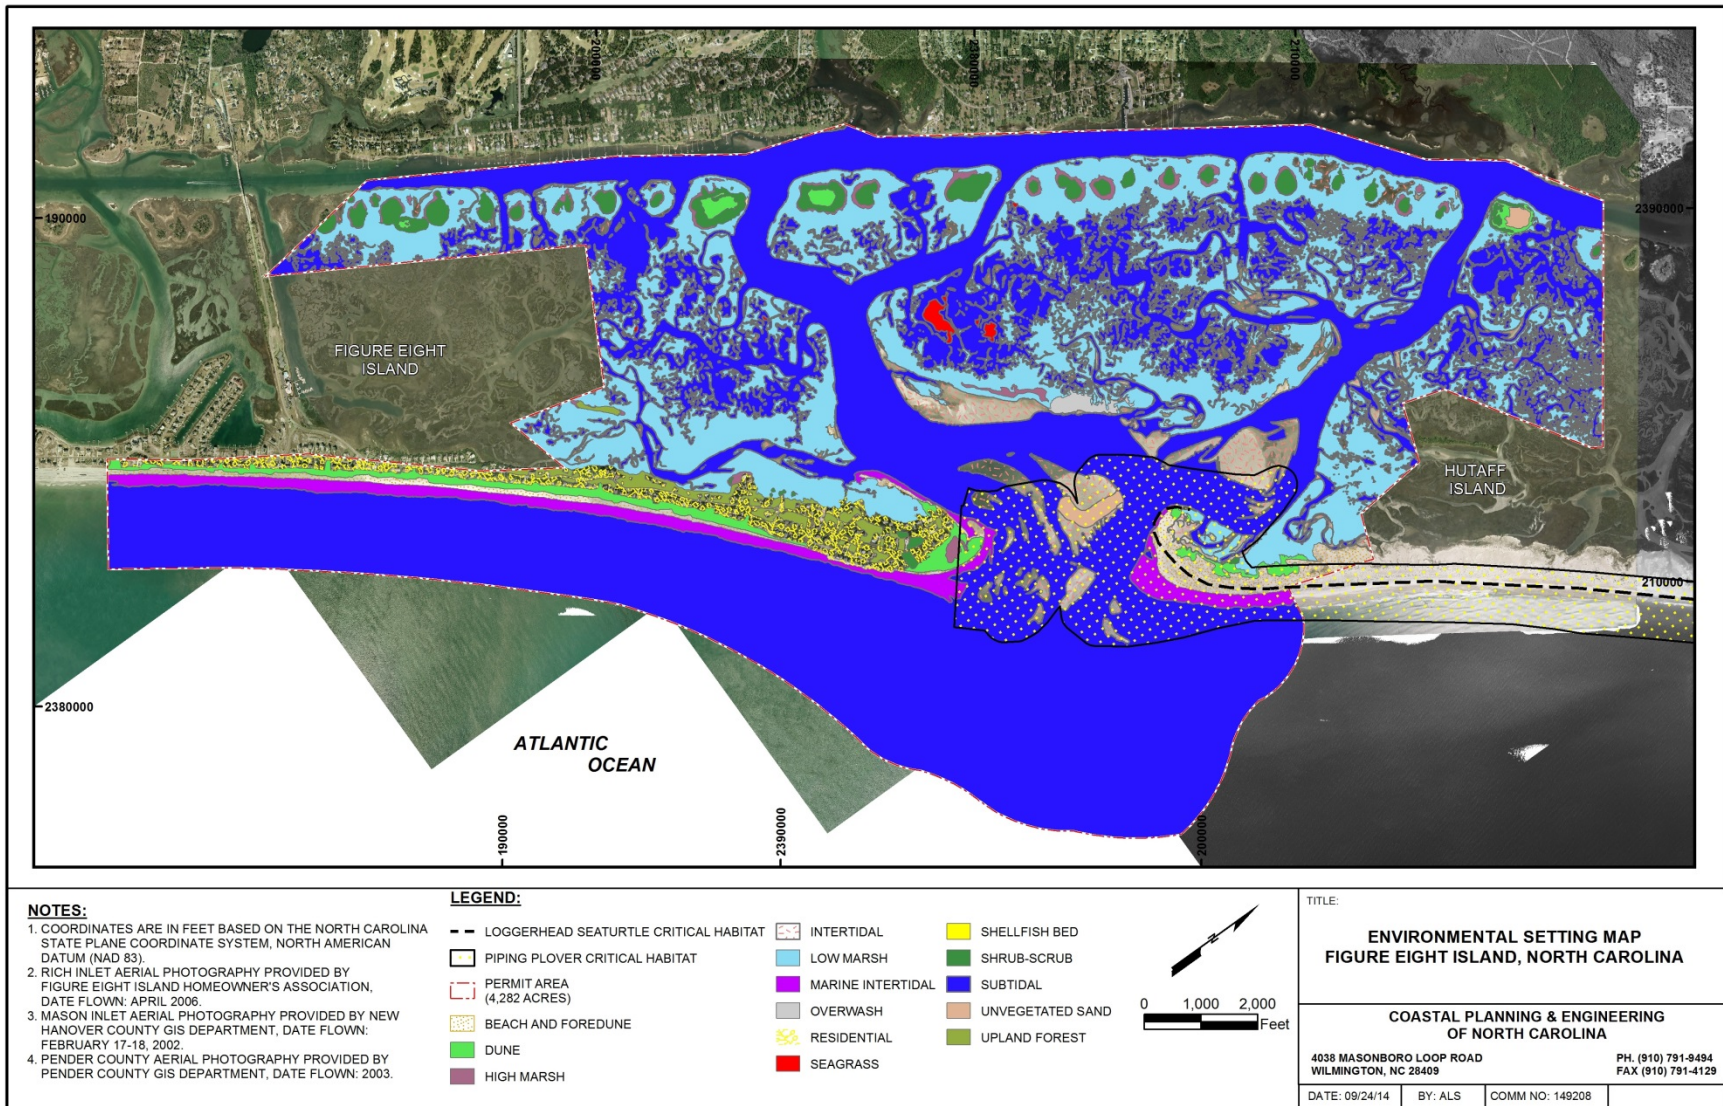 200000
2400000
210000
190000
2390000
FIGURE EIGHT
ISLAND
HUTAFF
ISLAND
210000
2380000
ATLANTIC
OCEAN
190000
2390000
200000
NOTES:
1. COORDINATES ARE IN FEET BASED ON THE NORTH CAROLINA
STATE PLANE COORDINATE SYSTEM, NORTH AMERICAN
DATUM (NAD 83).
2. RICH INLET AERIAL PHOTOGRAPHY PROVIDED BY
FIGURE EIGHT ISLAND HOMEOWNER'S ASSOCIATION,
DATE FLOWN: APRIL 2006.
3. MASON INLET AERIAL PHOTOGRAPHY PROVIDED BY NEW
HANOVER COUNTY GIS DEPARTMENT, DATE FLOWN:
FEBRUARY 17-18, 2002.
4. PENDER COUNTY AERIAL PHOTOGRAPHY PROVIDED BY
PENDER COUNTY GIS DEPARTMENT, DATE FLOWN: 2003.
LEGEND:
LOGGERHEAD SEATURTLE CRITICAL HABITAT
PIPING PLOVER CRITICAL HABITAT
PERMIT AREA
(4,282 ACRES)
BEACH AND FOREDUNE
DUNE
HIGH MARSH
INTERTIDAL
LOW MARSH
MARINE INTERTIDAL
OVERWASH
RESIDENTIAL
SEAGRASS
SHELLFISH BED
SHRUB-SCRUB
SUBTIDAL
UNVEGETATED SAND
UPLAND FOREST
N
0 1,000 2,000
Feet
TITLE:
ENVIRONMENTAL SETTING MAP
FIGURE EIGHT ISLAND, NORTH CAROLINA
COASTAL PLANNING & ENGINEERING
OF NORTH CAROLINA
4038 MASONBORO LOOP ROAD PH. (910) 791-9494
WILMINGTON, NC 28409 FAX (910) 791-4129
DATE: 09/24/14 BY: ALS COMM NO: 149208